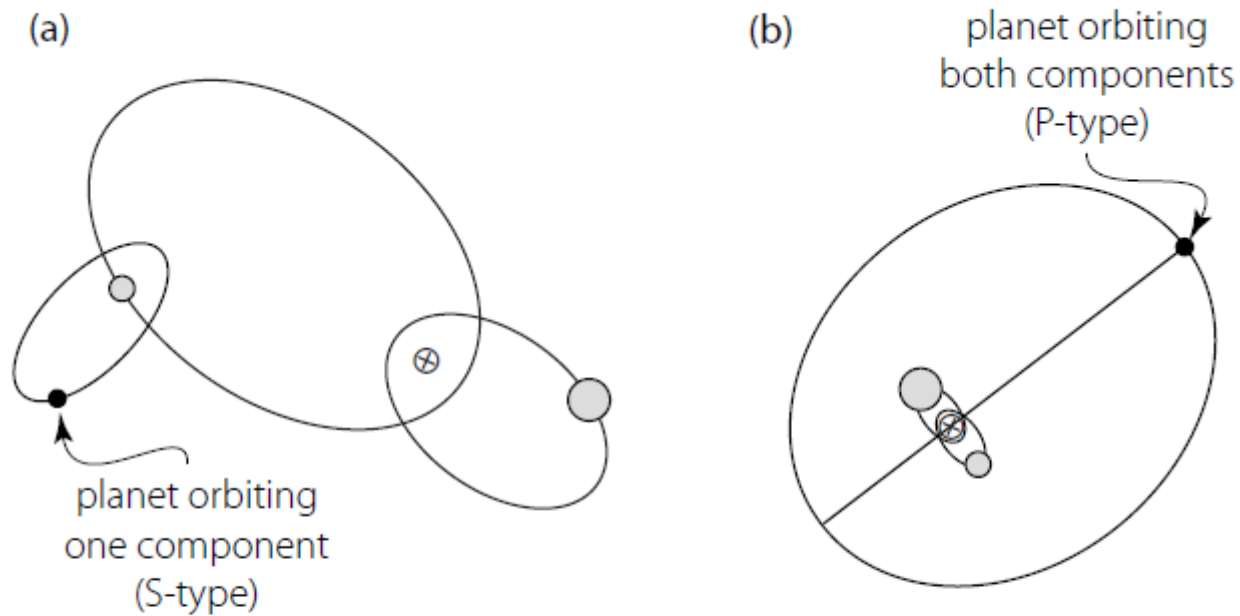 (a)
planet orbiting
one component
(S-type)
(b)
planet orbiting
both components
(P-type)